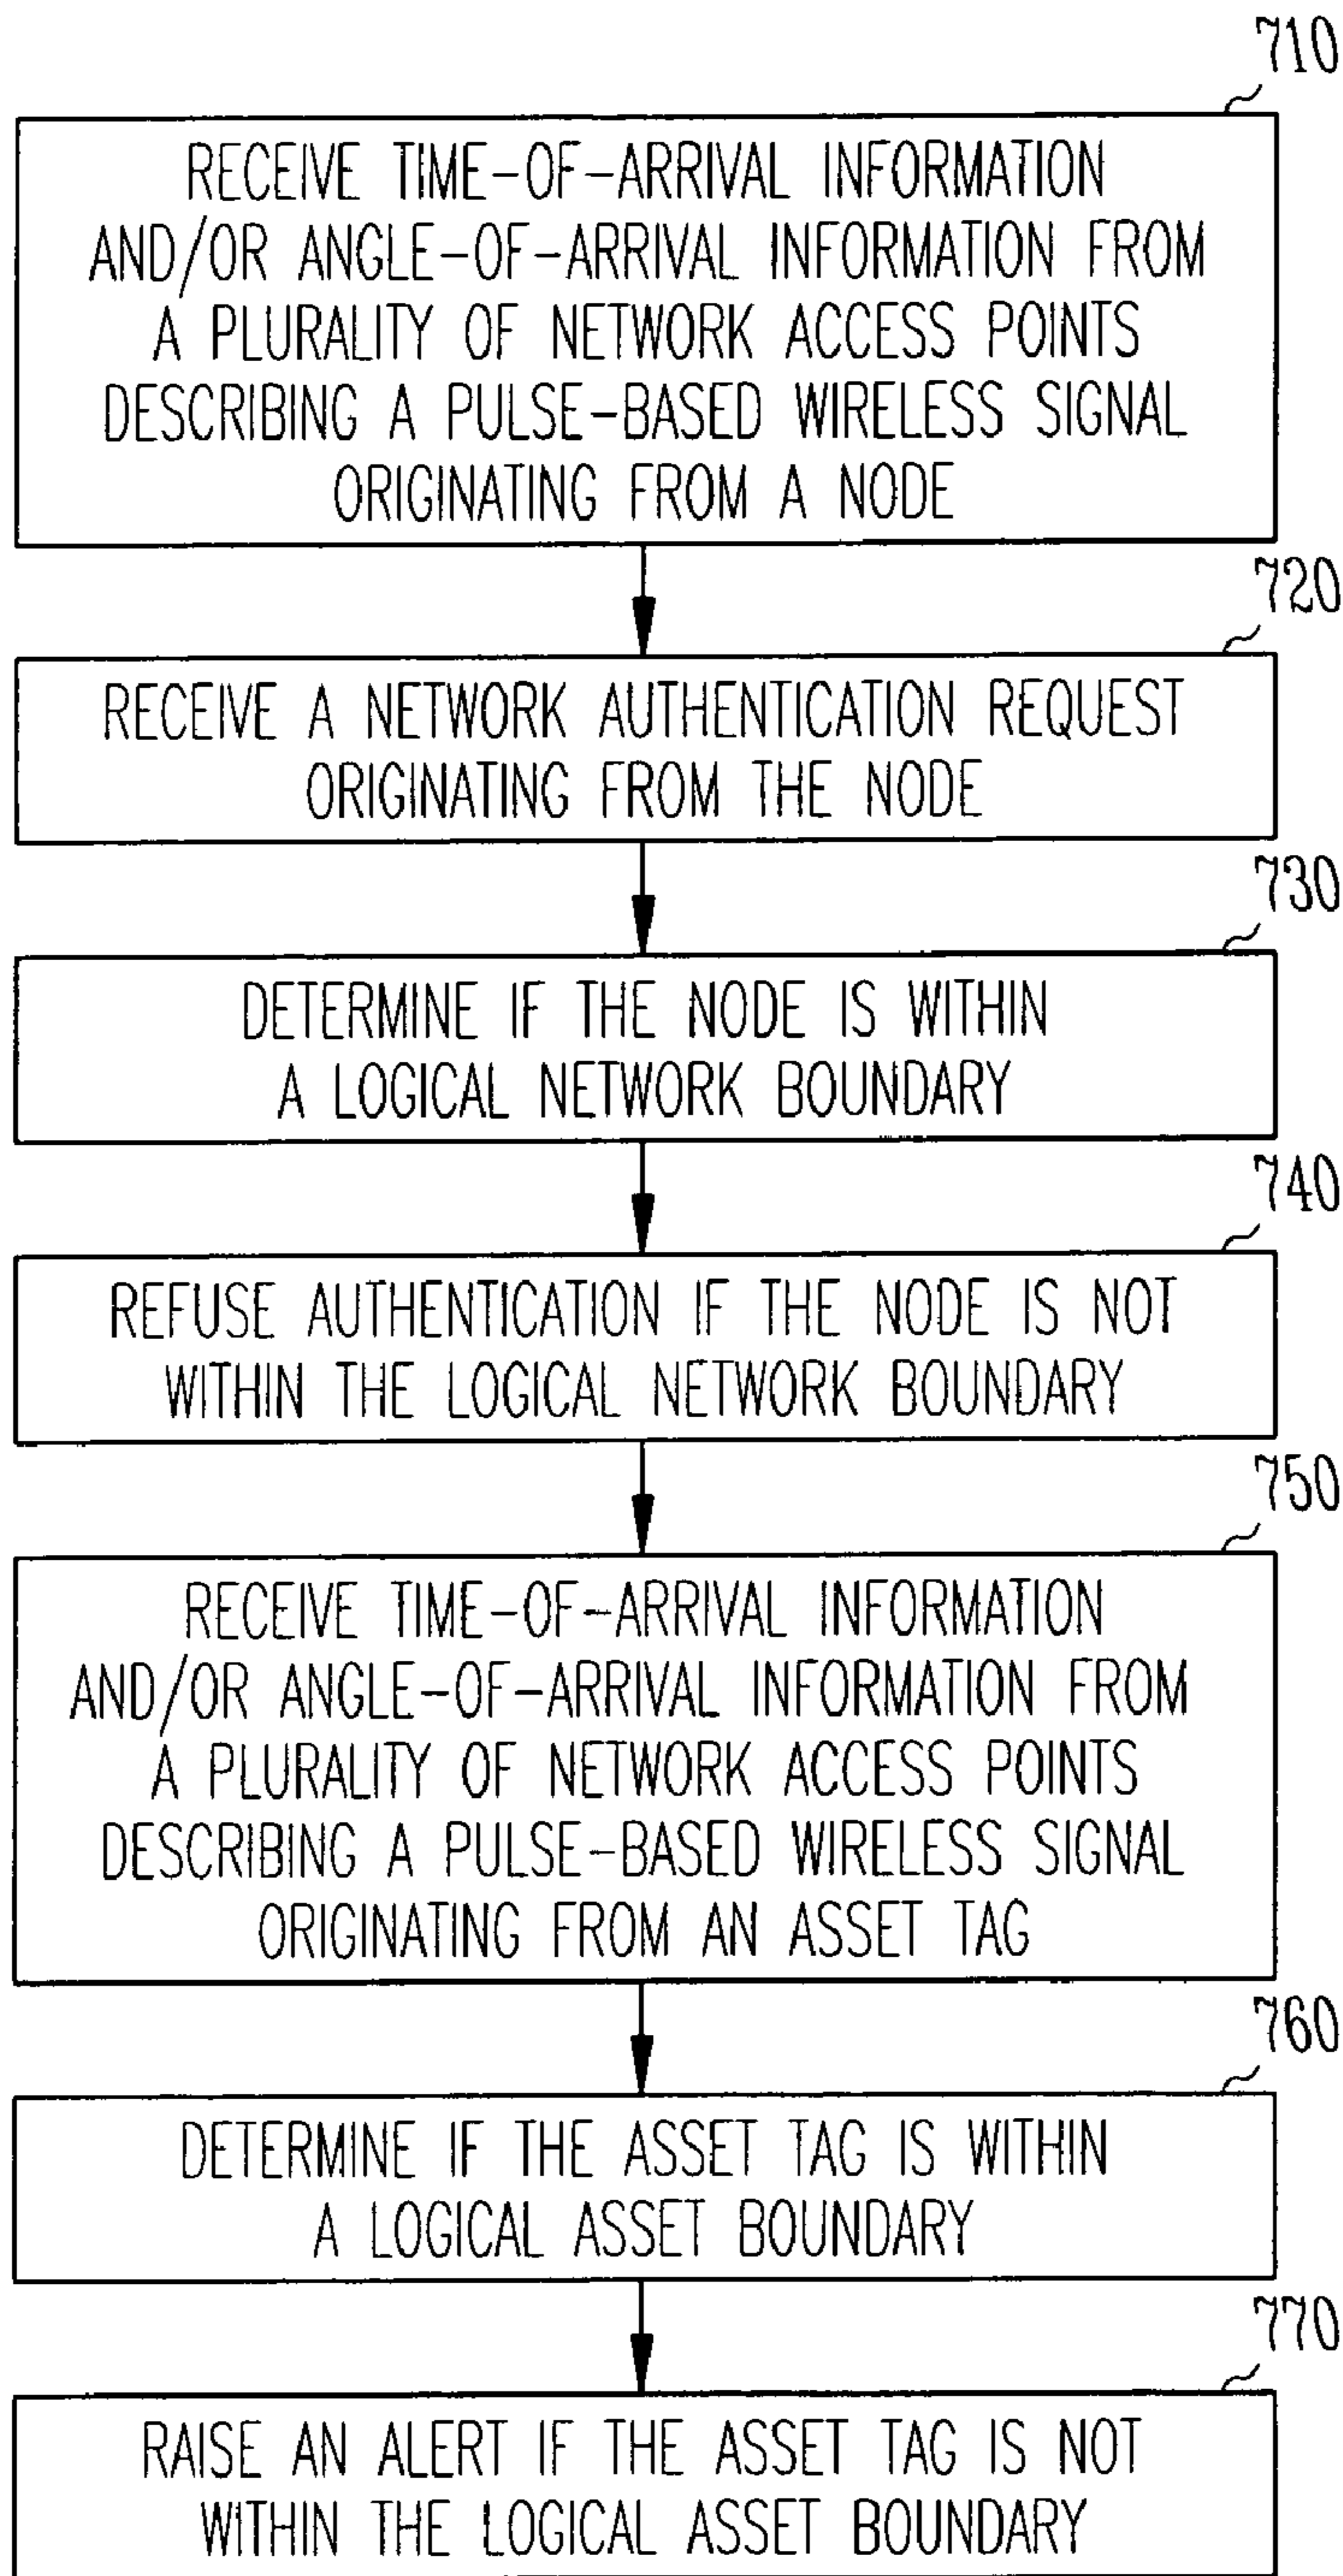 710
RECEIVE TIME-OF-ARRIVAL INFORMATION
AND/OR ANGLE-OF-ARRIVAL INFORMATION FROM
A PLURALITY OF NETWORK ACCESS POINTS
DESCRIBING A PULSE-BASED WIRELESS SIGNAL
ORIGINATING FROM A NODE
720
RECEIVE A NETWORK AUTHENTICATION REQUEST
ORIGINATING FROM THE NODE
730
DETERMINE IF THE NODE IS WITHIN
A LOGICAL NETWORK BOUNDARY
740
REFUSE AUTHENTICATION IF THE NODE IS NOT
WITHIN THE LOGICAL NETWORK BOUNDARY
750
RECEIVE TIME-OF-ARRIVAL INFORMATION
AND/OR ANGLE-OF-ARRIVAL INFORMATION FROM
A PLURALITY OF NETWORK ACCESS POINTS
DESCRIBING A PULSE-BASED WIRELESS SIGNAL
ORIGINATING FROM AN ASSET TAG
760
DETERMINE IF THE ASSET TAG IS WITHIN
A LOGICAL ASSET BOUNDARY
770
RAISE AN ALERT IF THE ASSET TAG IS NOT
WITHIN THE LOGICAL ASSET BOUNDARY